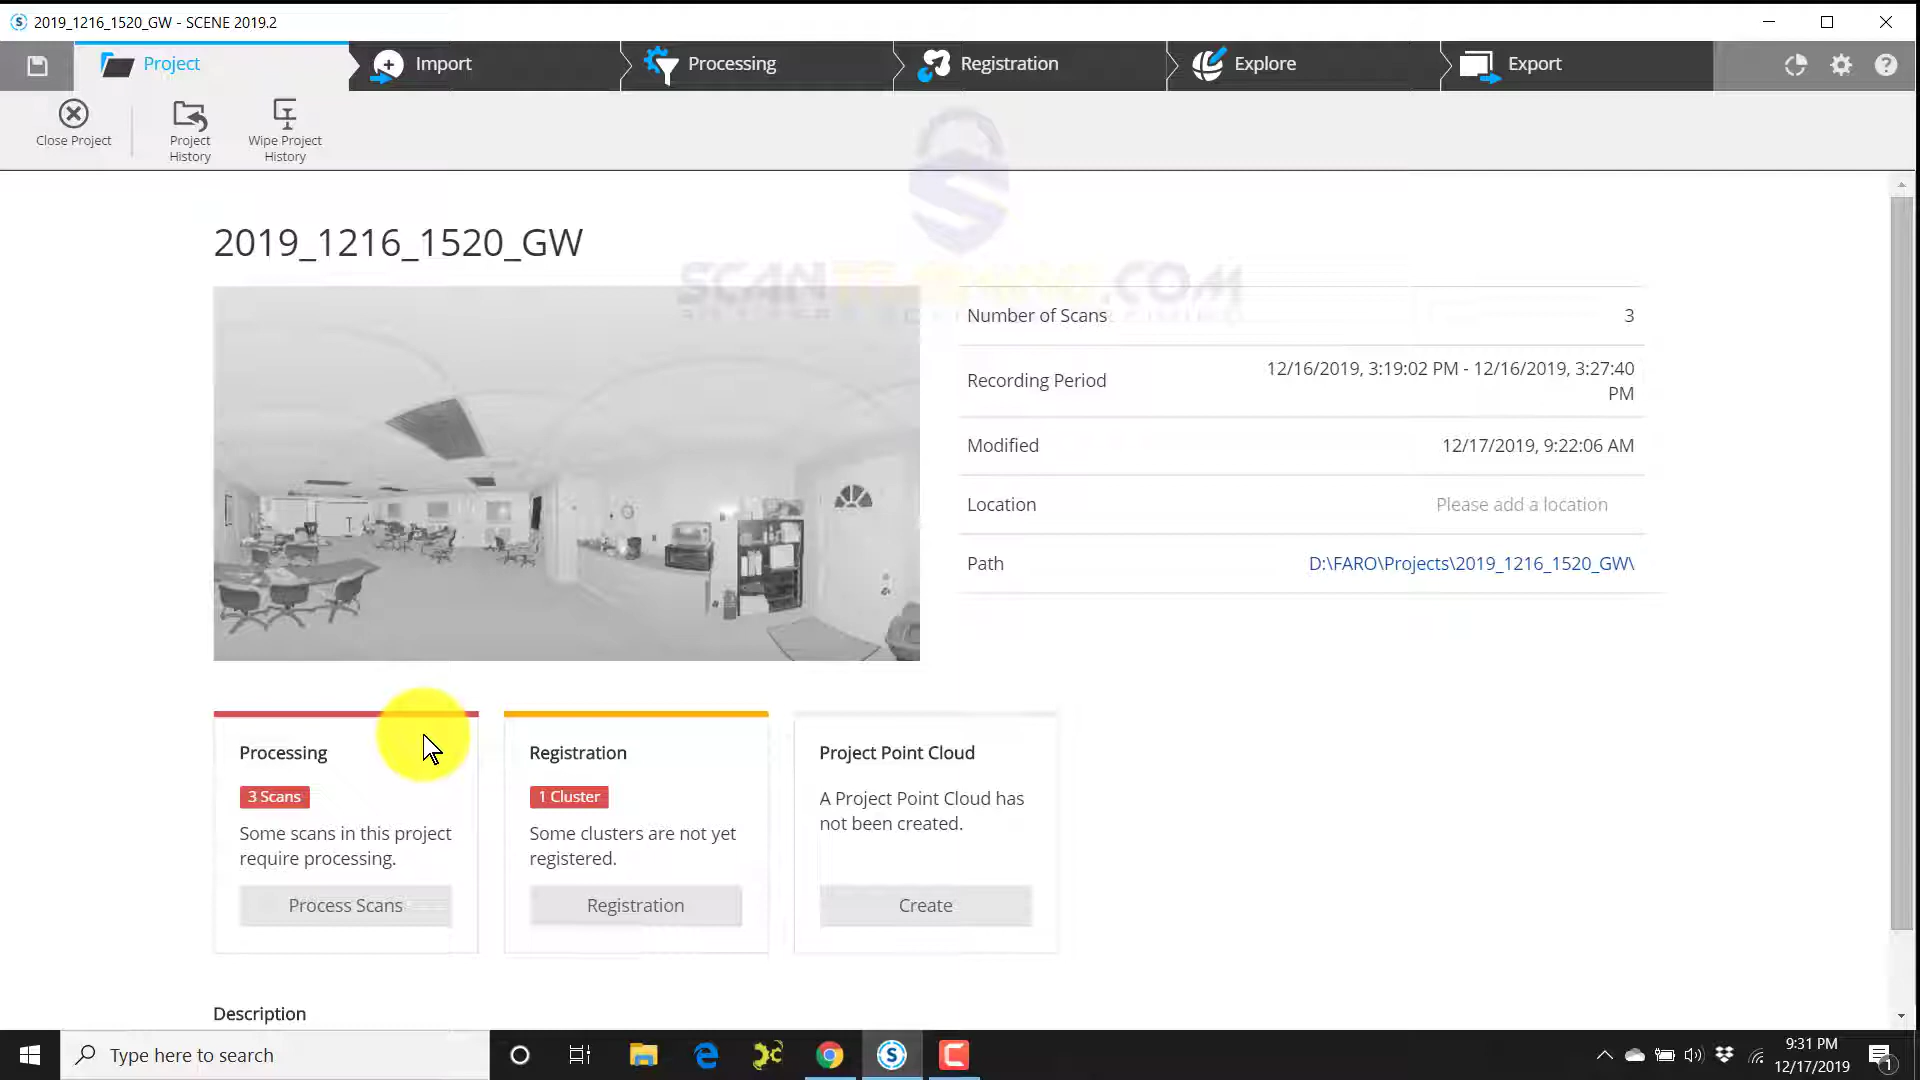 2019_1216_1520_GW - SCENE 2019.2
Project
Import
Processing
Registration
Explore
Export
Close Project
Project
History
Wipe Project
History
SCANTRAINING.COM
2019_1216_1520_GW
Number of Scans
3
Recording Period
12/16/2019, 3:19:02 PM - 12/16/2019, 3:27:40
PM
Modified
12/17/2019, 9:22:06 AM
Location
Please add a location
Path
D:\FARO\Projects\2019_1216_1520_GW\
Processing
3 Scans
Some scans in this project
require processing.
Process Scans
Registration
1 Cluster
Some clusters are not yet
registered.
Registration
Project Point Cloud
A Project Point Cloud has
not been created.
Create
Description
Type here to search
9:31 PM
12/17/2019
1